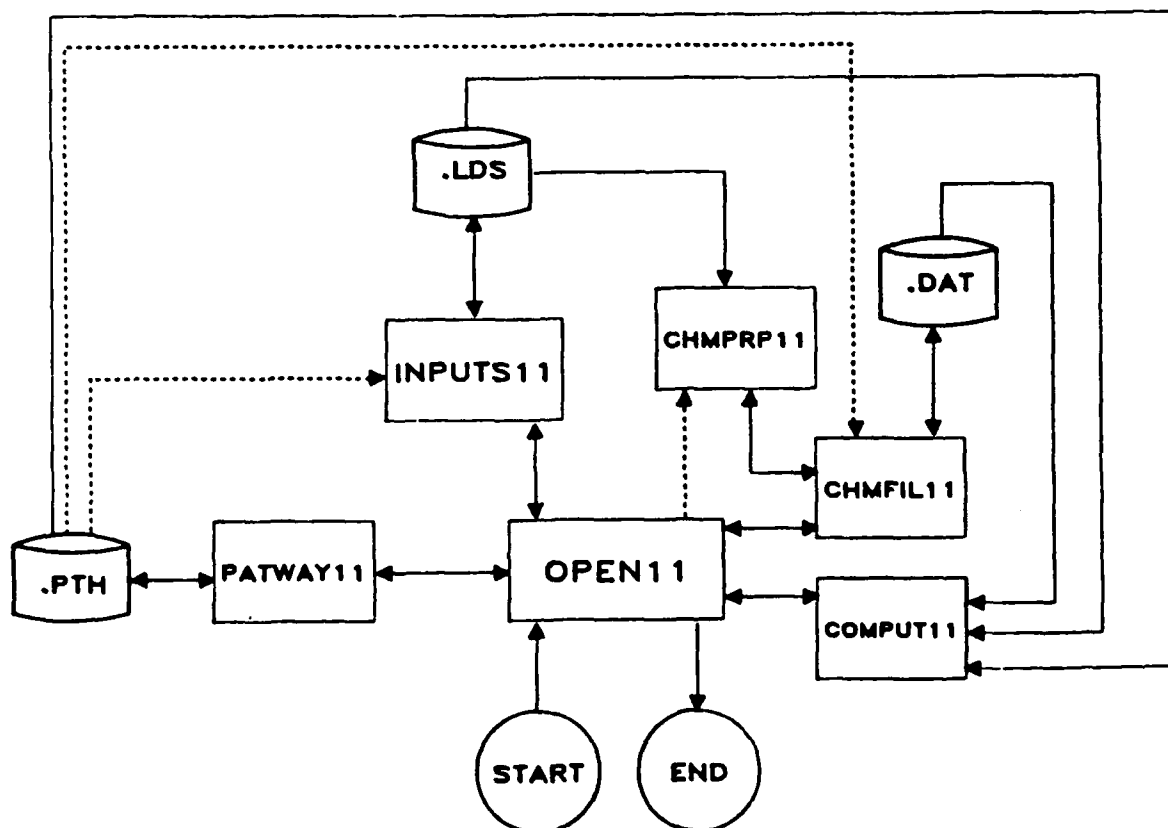 .LDS
.DAT
CHMPRP11
INPUTS11
CHMFIL11
OPEN11
PATWAY11
.PTH
COMPUT11
START
END